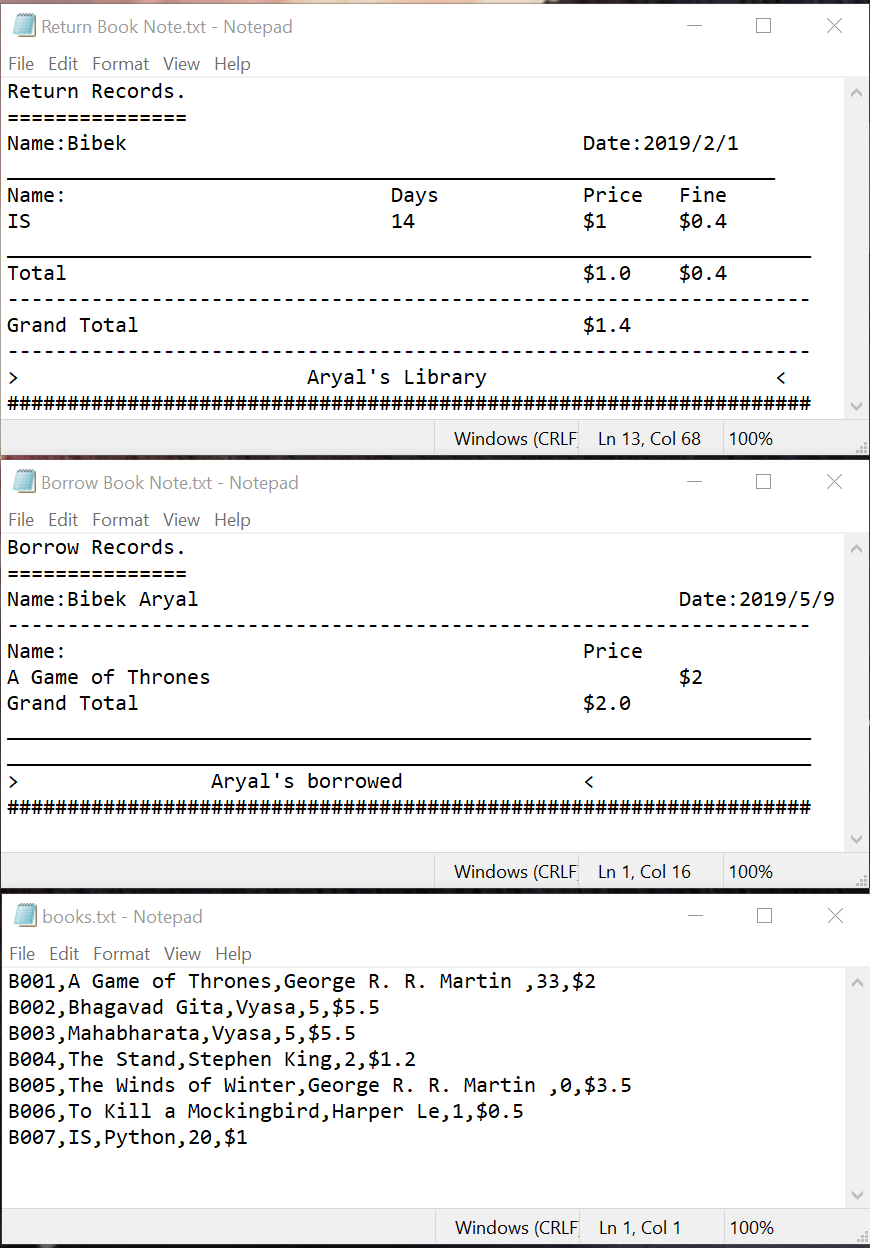 Return Book Note.txt - Notepad
File Edit Format View Help
Return Records.
===============
Name:Bibek Date:2019/2/1
________________________________________________________________
Name: Days Price Fine
IS 14 $1 $0.4
___________________________________________________________________
Total $1.0 $0.4
-------------------------------------------------------------------
Grand Total $1.4
-------------------------------------------------------------------
> Aryal's Library <
###################################################################
Windows (CRLF Ln 13, Col 68 100%
Borrow Book Note.txt - Notepad
File Edit Format View Help
Borrow Records.
===============
Name:Bibek Aryal Date:2019/5/9
-------------------------------------------------------------------
Name: Price
A Game of Thrones $2
Grand Total $2.0
___________________________________________________________________
___________________________________________________________________
> Aryal's borrowed <
###################################################################
Windows (CRLF Ln 1, Col 16 100%
books.txt - Notepad
File Edit Format View Help
B001,A Game of Thrones,George R. R. Martin ,33,$2
B002,Bhagavad Gita,Vyasa,5,$5.5
B003,Mahabharata,Vyasa,5,$5.5
B004,The Stand,Stephen King,2,$1.2
B005,The Winds of Winter,George R. R. Martin ,0,$3.5
B006,To Kill a Mockingbird,Harper Le,1,$0.5
B007,IS,Python,20,$1
Windows (CRLF Ln 1, Col 1 100%